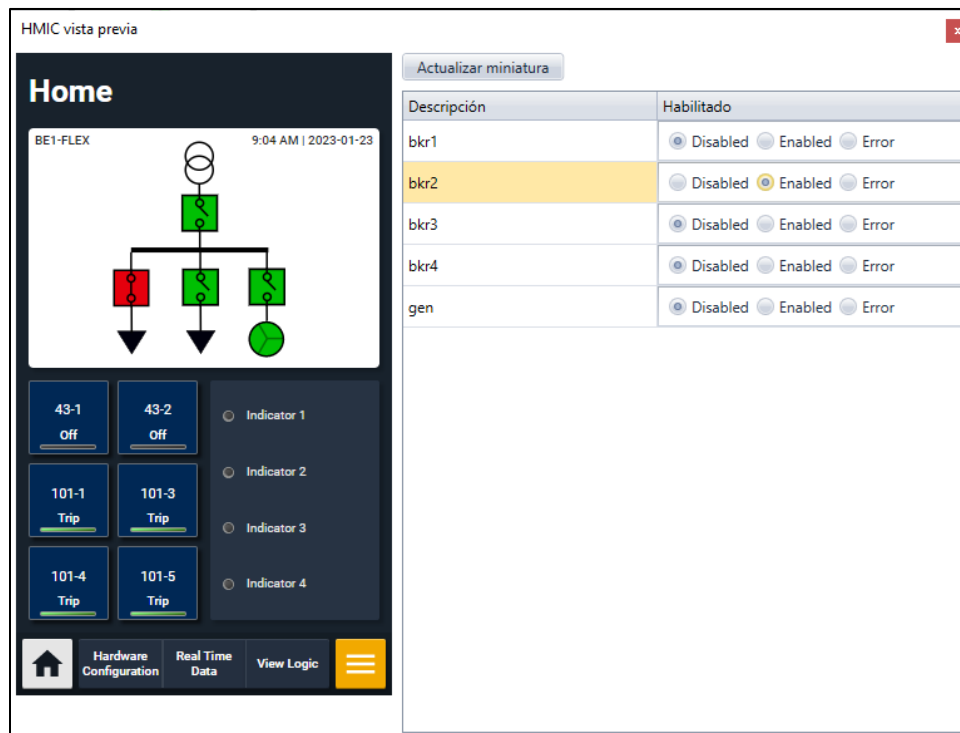 HMIC vista previa
x
Actualizar miniatura
Home
Descripción Habilitado
BE1-FLEX 9:04 AM | 2023-01-23
bkr1 Disabled Enabled Error
bkr2 Disabled Enabled Error
bkr3 Disabled Enabled Error
bkr4 Disabled Enabled Error
gen Disabled Enabled Error
43-1
Off
43-2
Off
101-1
Trip
101-3
Trip
101-4
Trip
101-5
Trip
Indicator 1
Indicator 2
Indicator 3
Indicator 4
Hardware
Configuration
Real Time
Data
View Logic